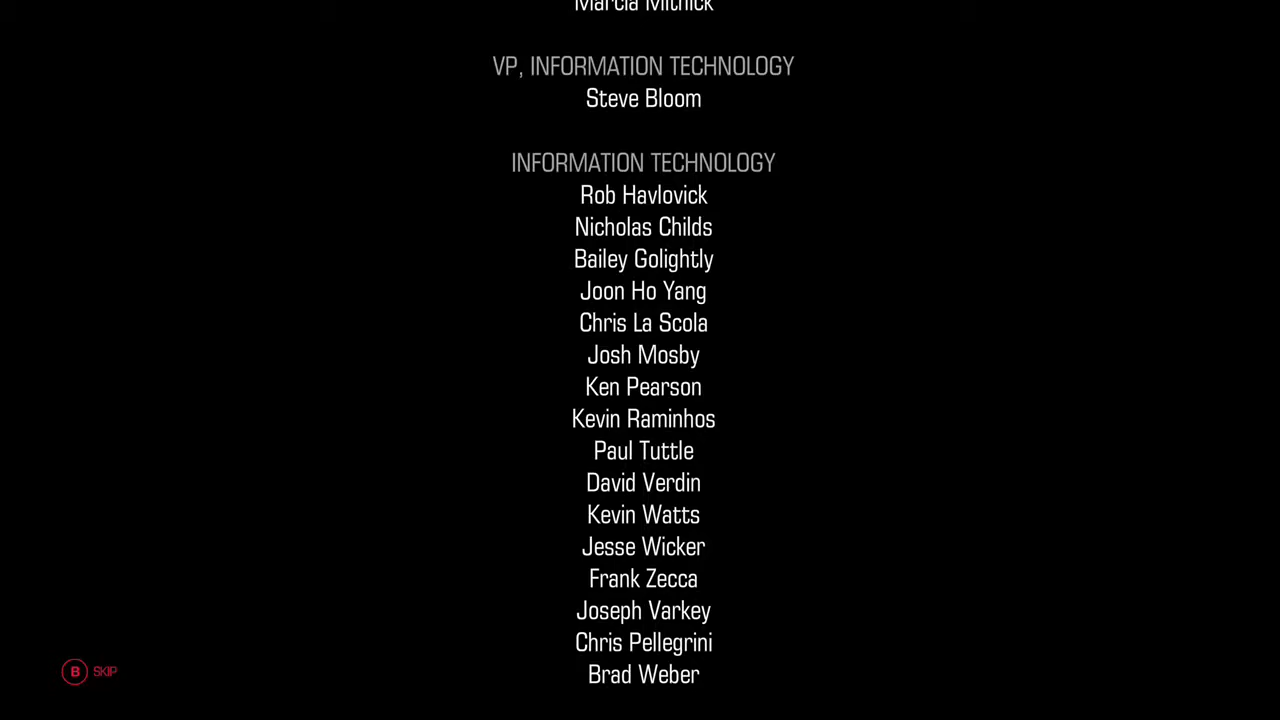 Marcia Mitnick
VP, INFORMATION TECHNOLOGY
Steve Bloom
INFORMATION TECHNOLOGY
Rob Havlovick
Nicholas Childs
Bailey Golightly
Joon Ho Yang
Chris La Scola
Josh Mosby
Ken Pearson
Kevin Raminhos
Paul Tuttle
David Verdin
Kevin Watts
Jesse Wicker
Frank Zecca
Joseph Varkey
Chris Pellegrini
Brad Weber
B SKIP